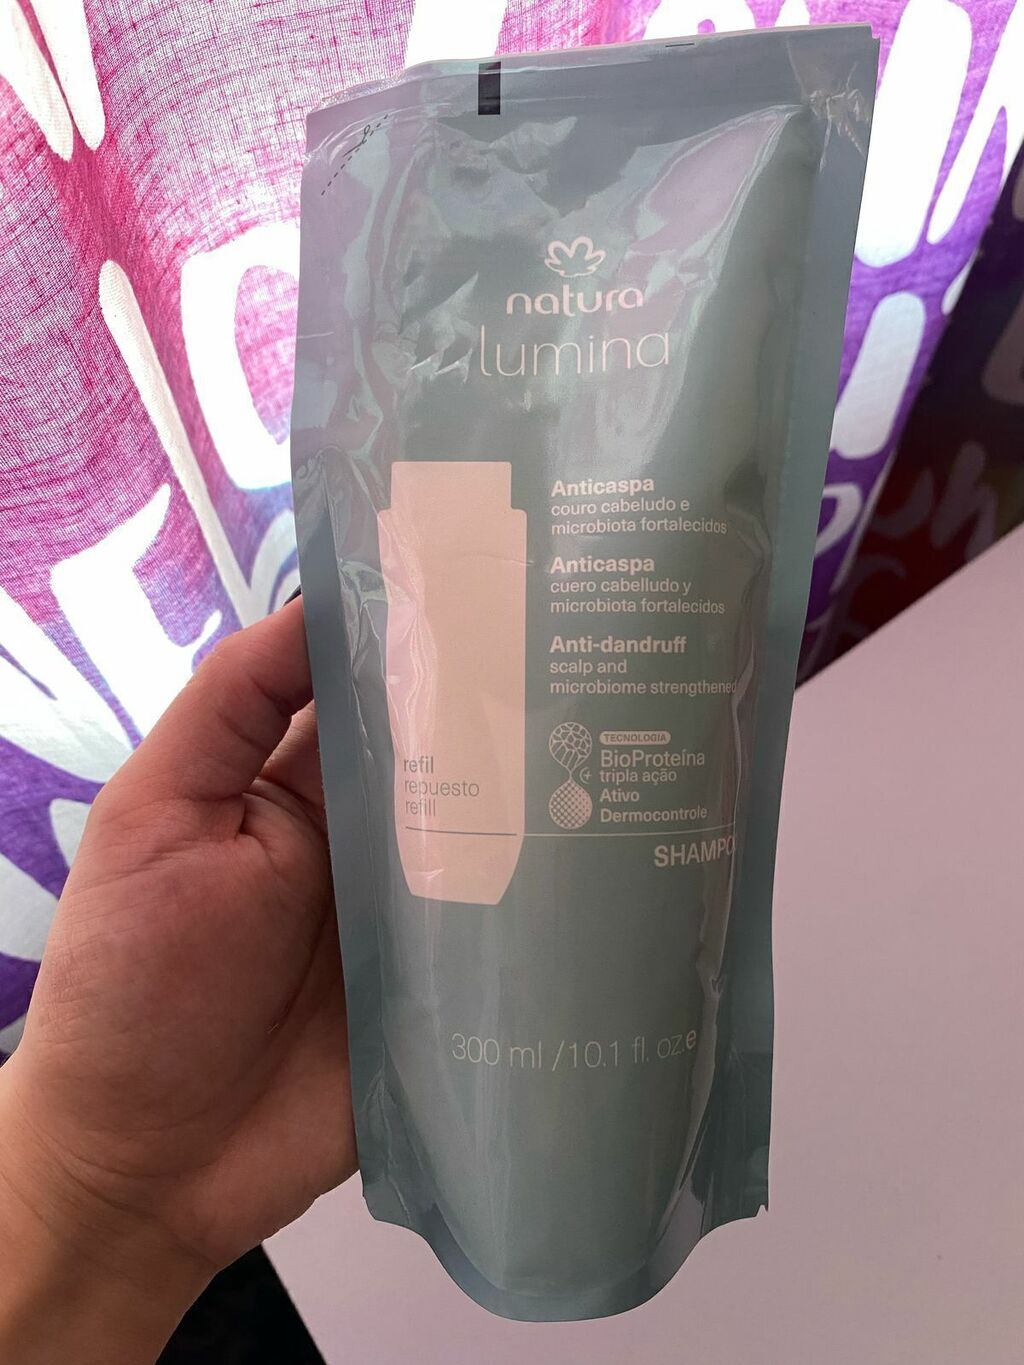 natura
lumina
Anticaspa
couro cabeludo e
microbiota fortalecidos
Anticaspa
cuero cabelludo y
microbiota fortalecidos
Anti-dandruff
scalp and
microbiome strengthened
TECNOLOGIA
BioProteína
tripla ação
+
Ativo
Dermocontrole
refil
repuesto
refill
SHAMPO
300 ml / 10.1 fl. oz.e